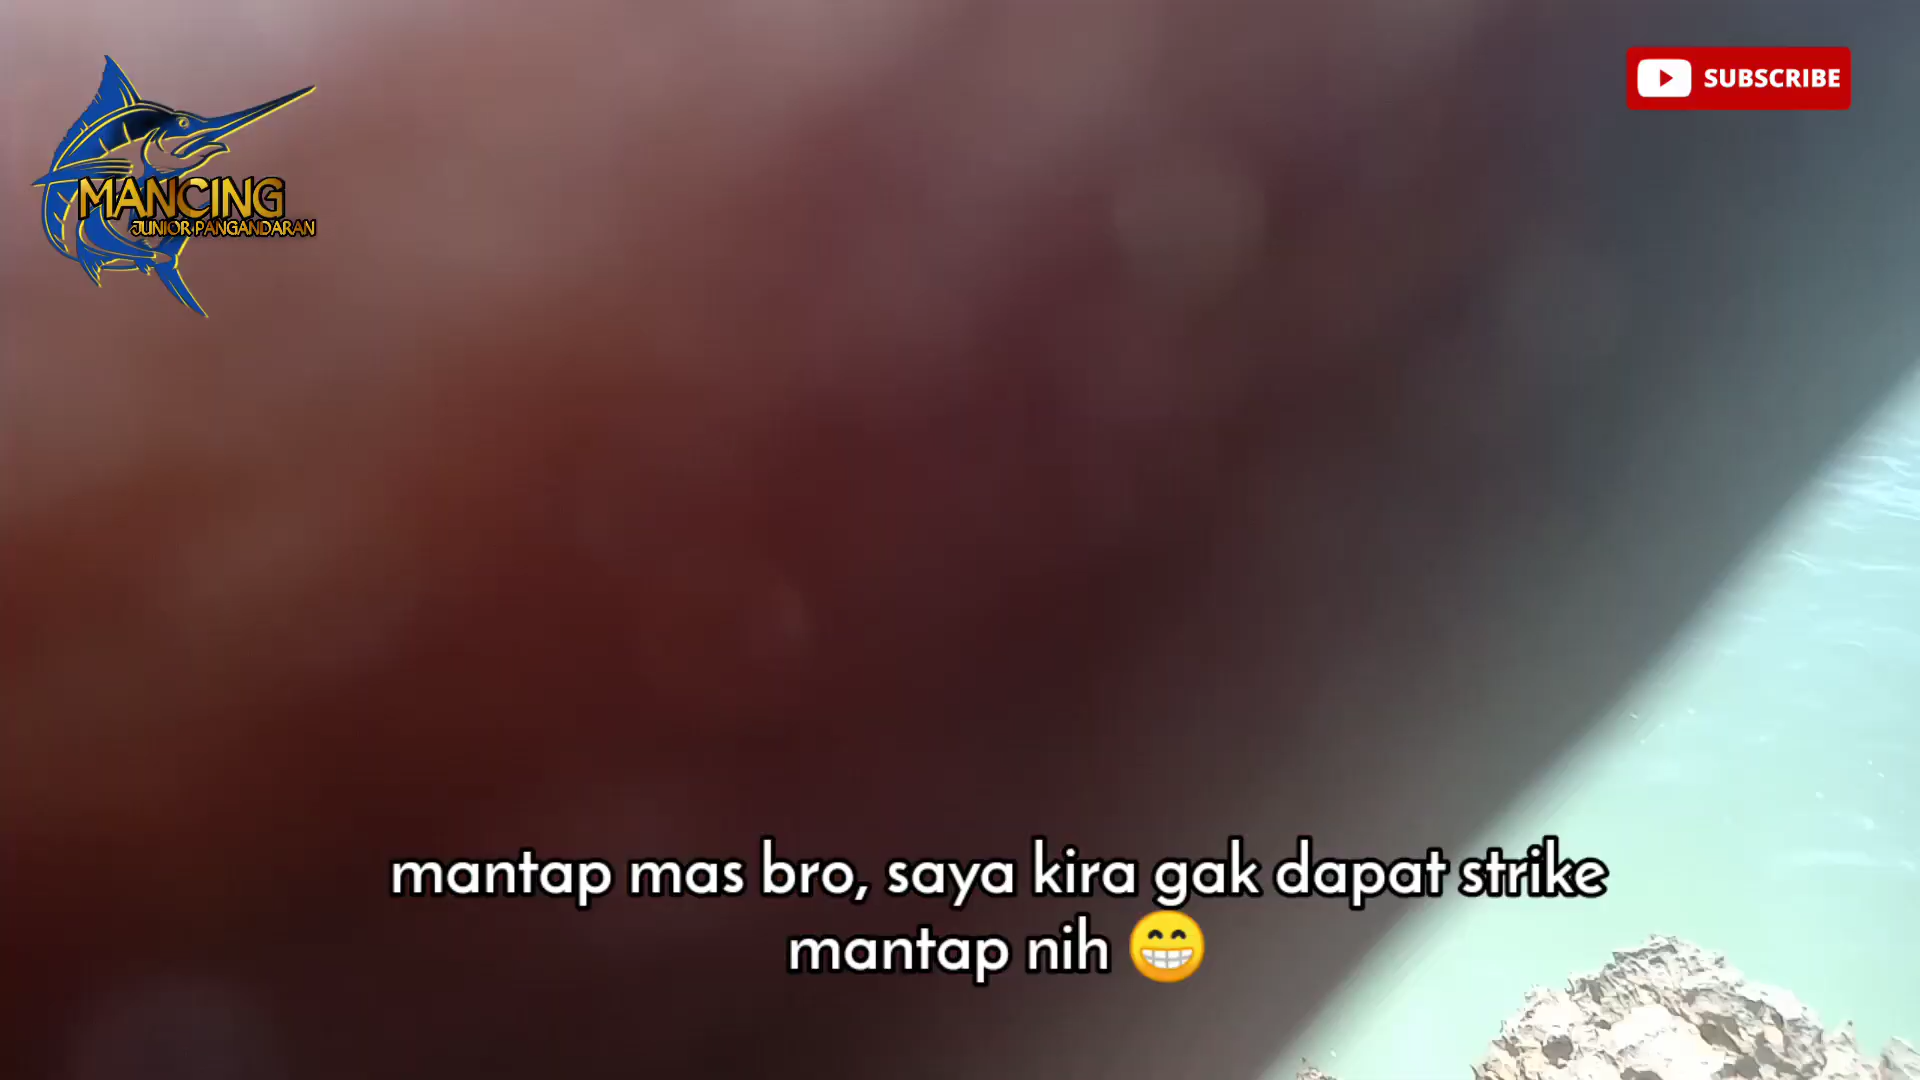 MANCING
JUNIOR PANGANDARAN
SUBSCRIBE
mantap mas bro, saya kira gak dapat strike
mantap nih 😁